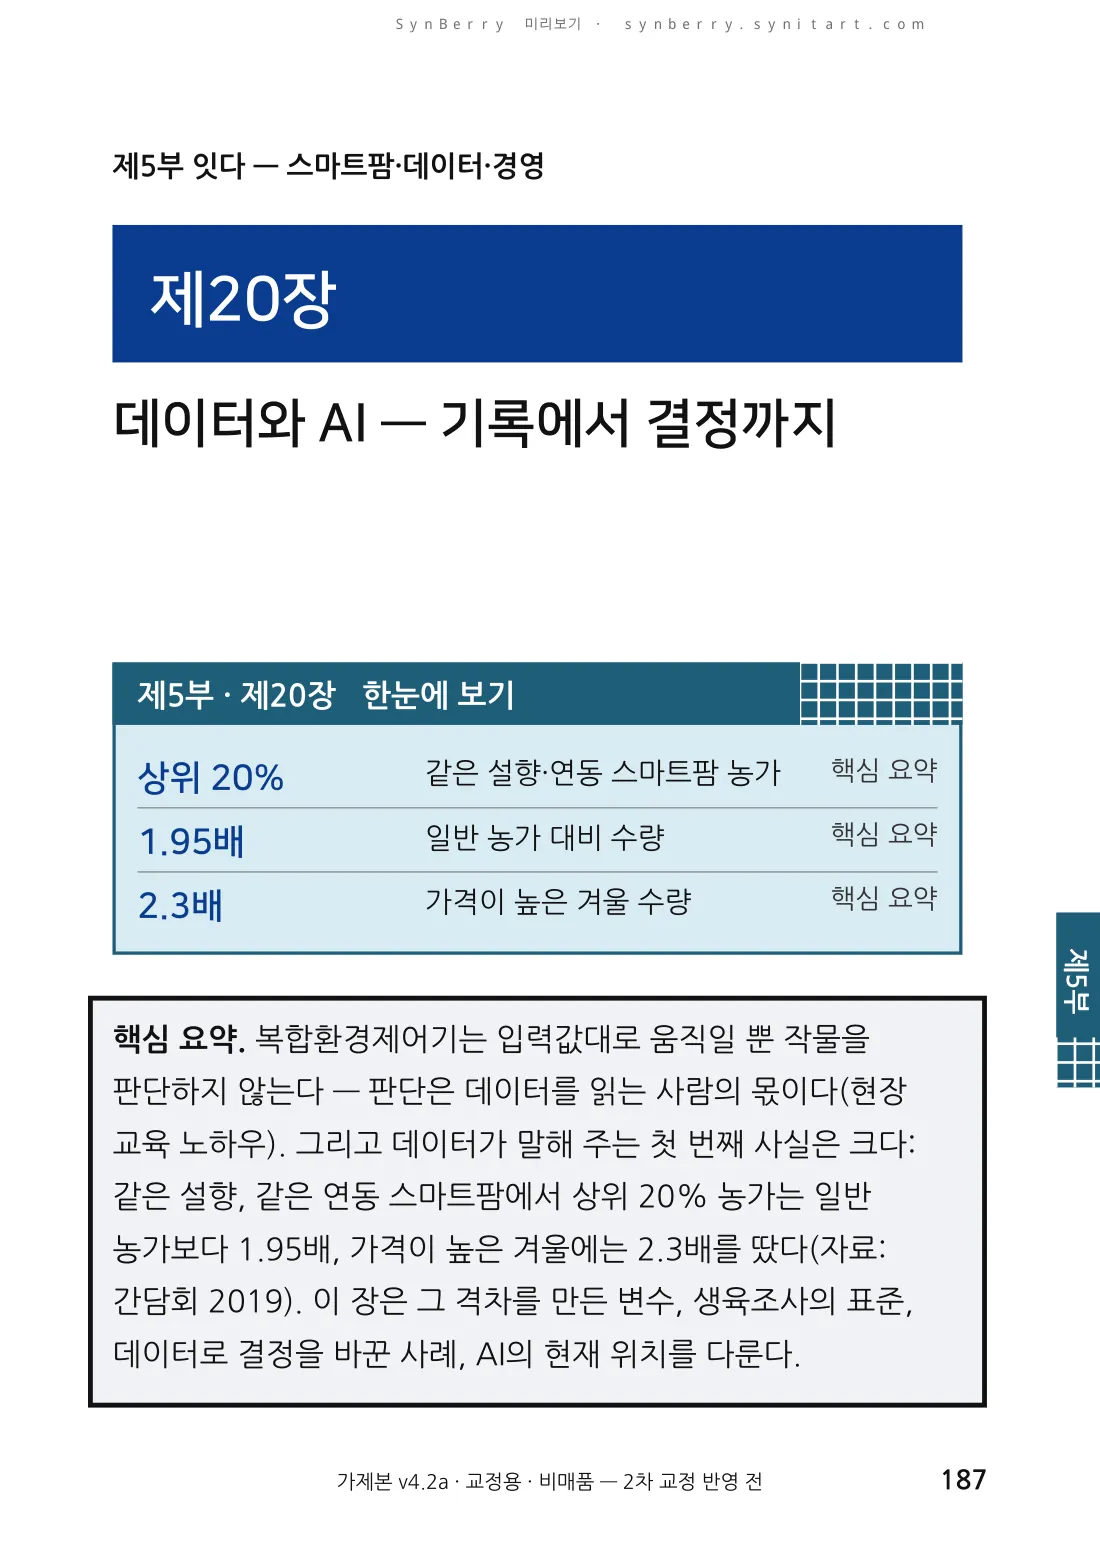 SynBerry 미리보기 · synberry.synitart.com
제5부 잇다 — 스마트팜·데이터·경영
제20장
데이터와 AI — 기록에서 결정까지
제5부 · 제20장 한눈에 보기
상위 20% 같은 설향·연동 스마트팜 농가 핵심 요약
1.95배 일반 농가 대비 수량 핵심 요약
2.3배 가격이 높은 겨울 수량 핵심 요약
제5부
핵심 요약. 복합환경제어기는 입력값대로 움직일 뿐 작물을
판단하지 않는다 — 판단은 데이터를 읽는 사람의 몫이다(현장
교육 노하우). 그리고 데이터가 말해 주는 첫 번째 사실은 크다:
같은 설향, 같은 연동 스마트팜에서 상위 20% 농가는 일반
농가보다 1.95배, 가격이 높은 겨울에는 2.3배를 땄다(자료:
간담회 2019). 이 장은 그 격차를 만든 변수, 생육조사의 표준,
데이터로 결정을 바꾼 사례, AI의 현재 위치를 다룬다.
가제본 v4.2a · 교정용 · 비매품 — 2차 교정 반영 전
187